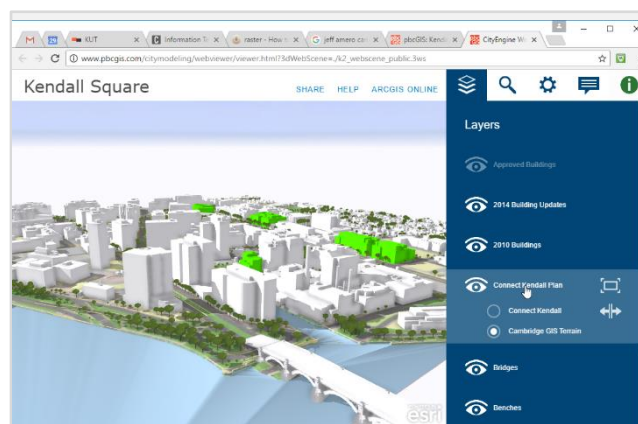 KUT
Information Te
raster - How t
jeff amero ca
pbcGIS: Kend
CityEngine W
www.pbcgis.com/citymodeling/webviewer/viewer.html?3dWebScene=./k2_webscene_public.3ws
Kendall Square
SHARE HELP ARCGIS ONLINE
Layers
Approved Buildings
2014 Building Updates
2010 Buildings
Connect Kendall Plan
Connect Kendall
Cambridge GIS Terrain
Bridges
Benches
esri